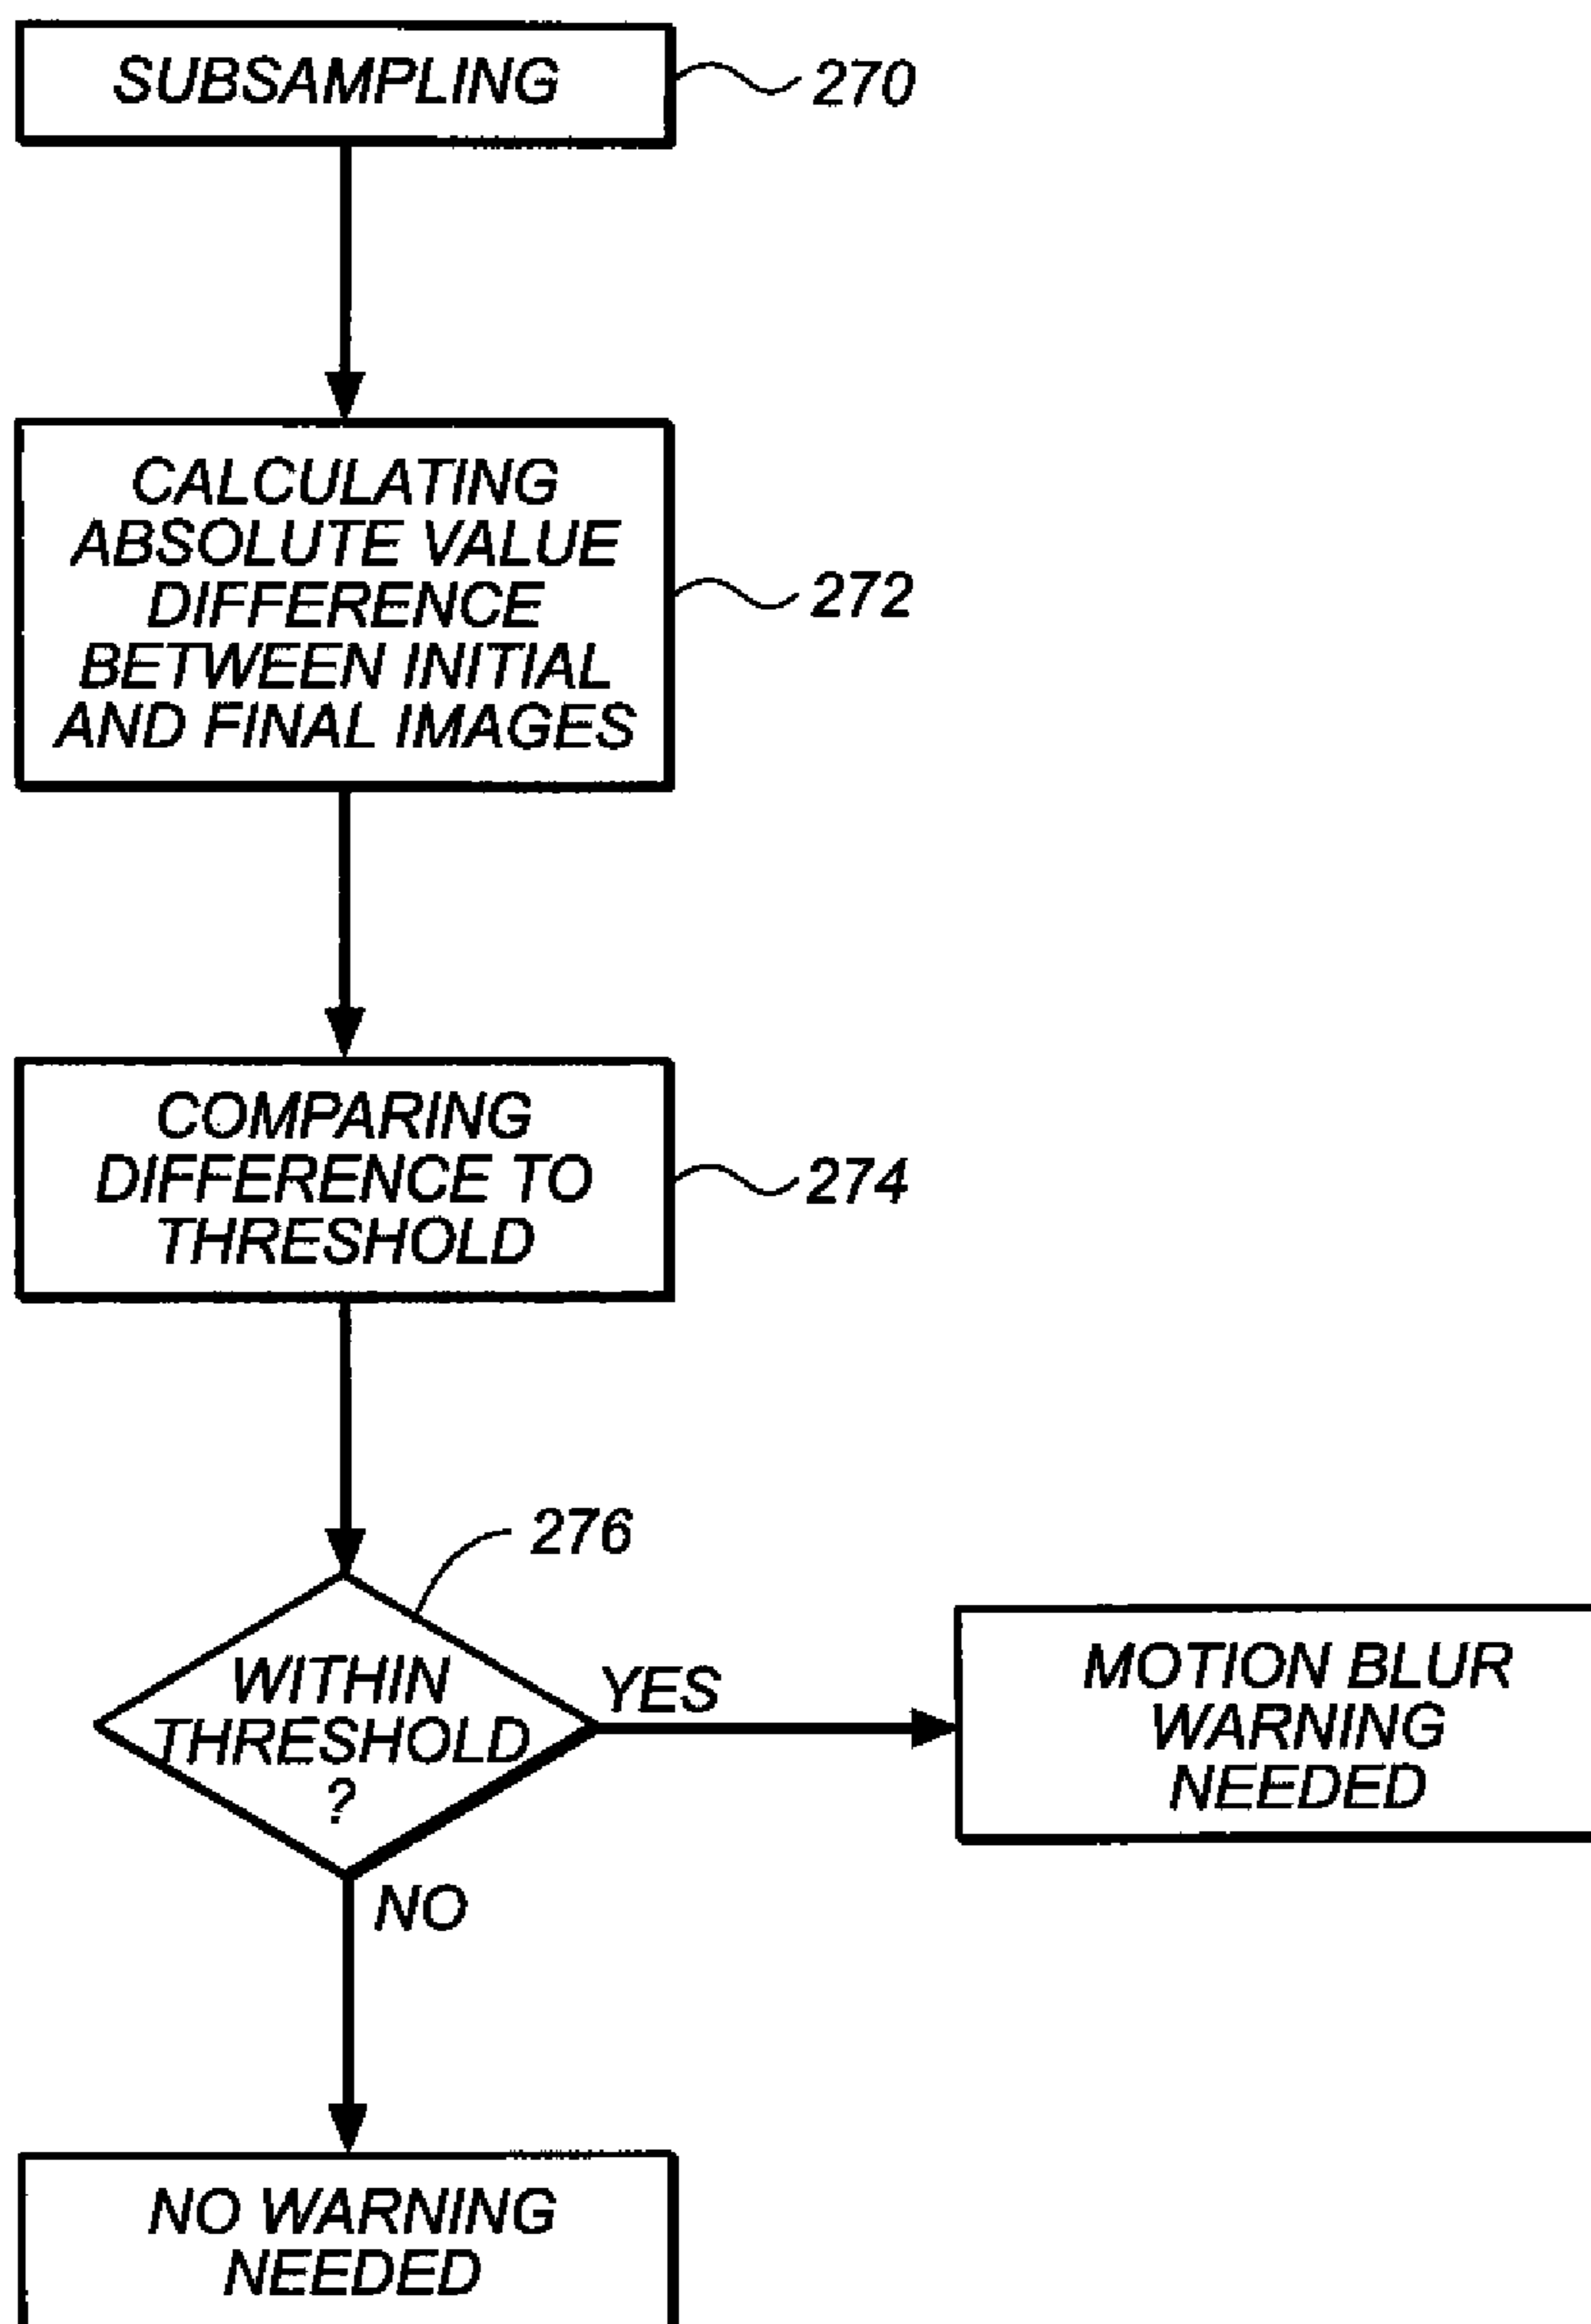 SUBSAMPLING
270
CALCULATING
ABSOLUTE VALUE
DIFFERENCE
BETWEEN INITIAL
AND FINAL IMAGES
272
COMPARING
DIFFERENCE TO
THRESHOLD
274
276
WITHIN
THRESHOLD
?
YES
MOTION BLUR
WARNING
NEEDED
NO
NO WARNING
NEEDED